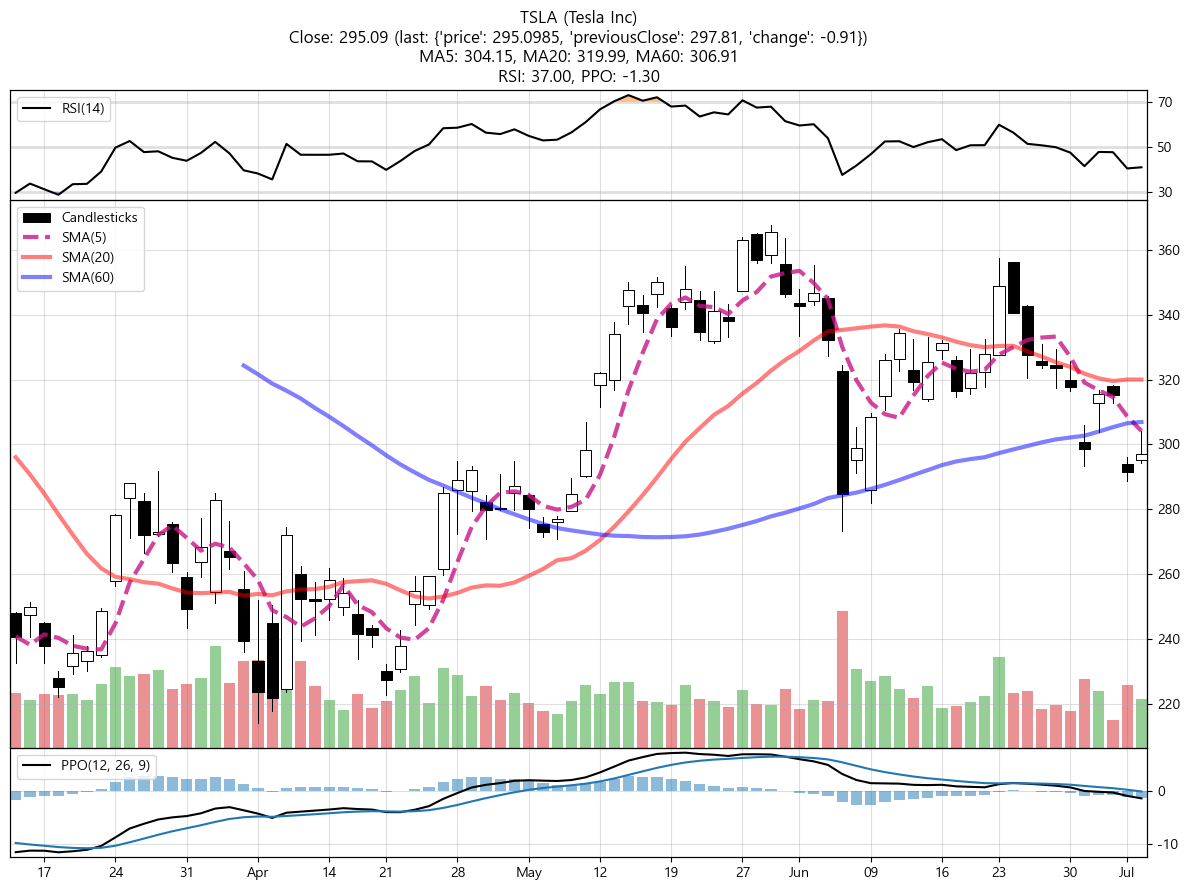 TSLA (Tesla Inc)
Close: 295.09 (last: {'price': 295.0985, 'previousClose': 297.81, 'change': -0.91})
MA5: 304.15, MA20: 319.99, MA60: 306.91
RSI: 37.00, PPO: -1.30
RSI(14)
70
50
30
Candlesticks
SMA(5)
SMA(20)
SMA(60)
360
340
320
300
280
260
240
220
PPO(12, 26, 9)
0
-10
17 24 31 Apr 14 21 28 May 12 19 27 Jun 09 16 23 30 Jul